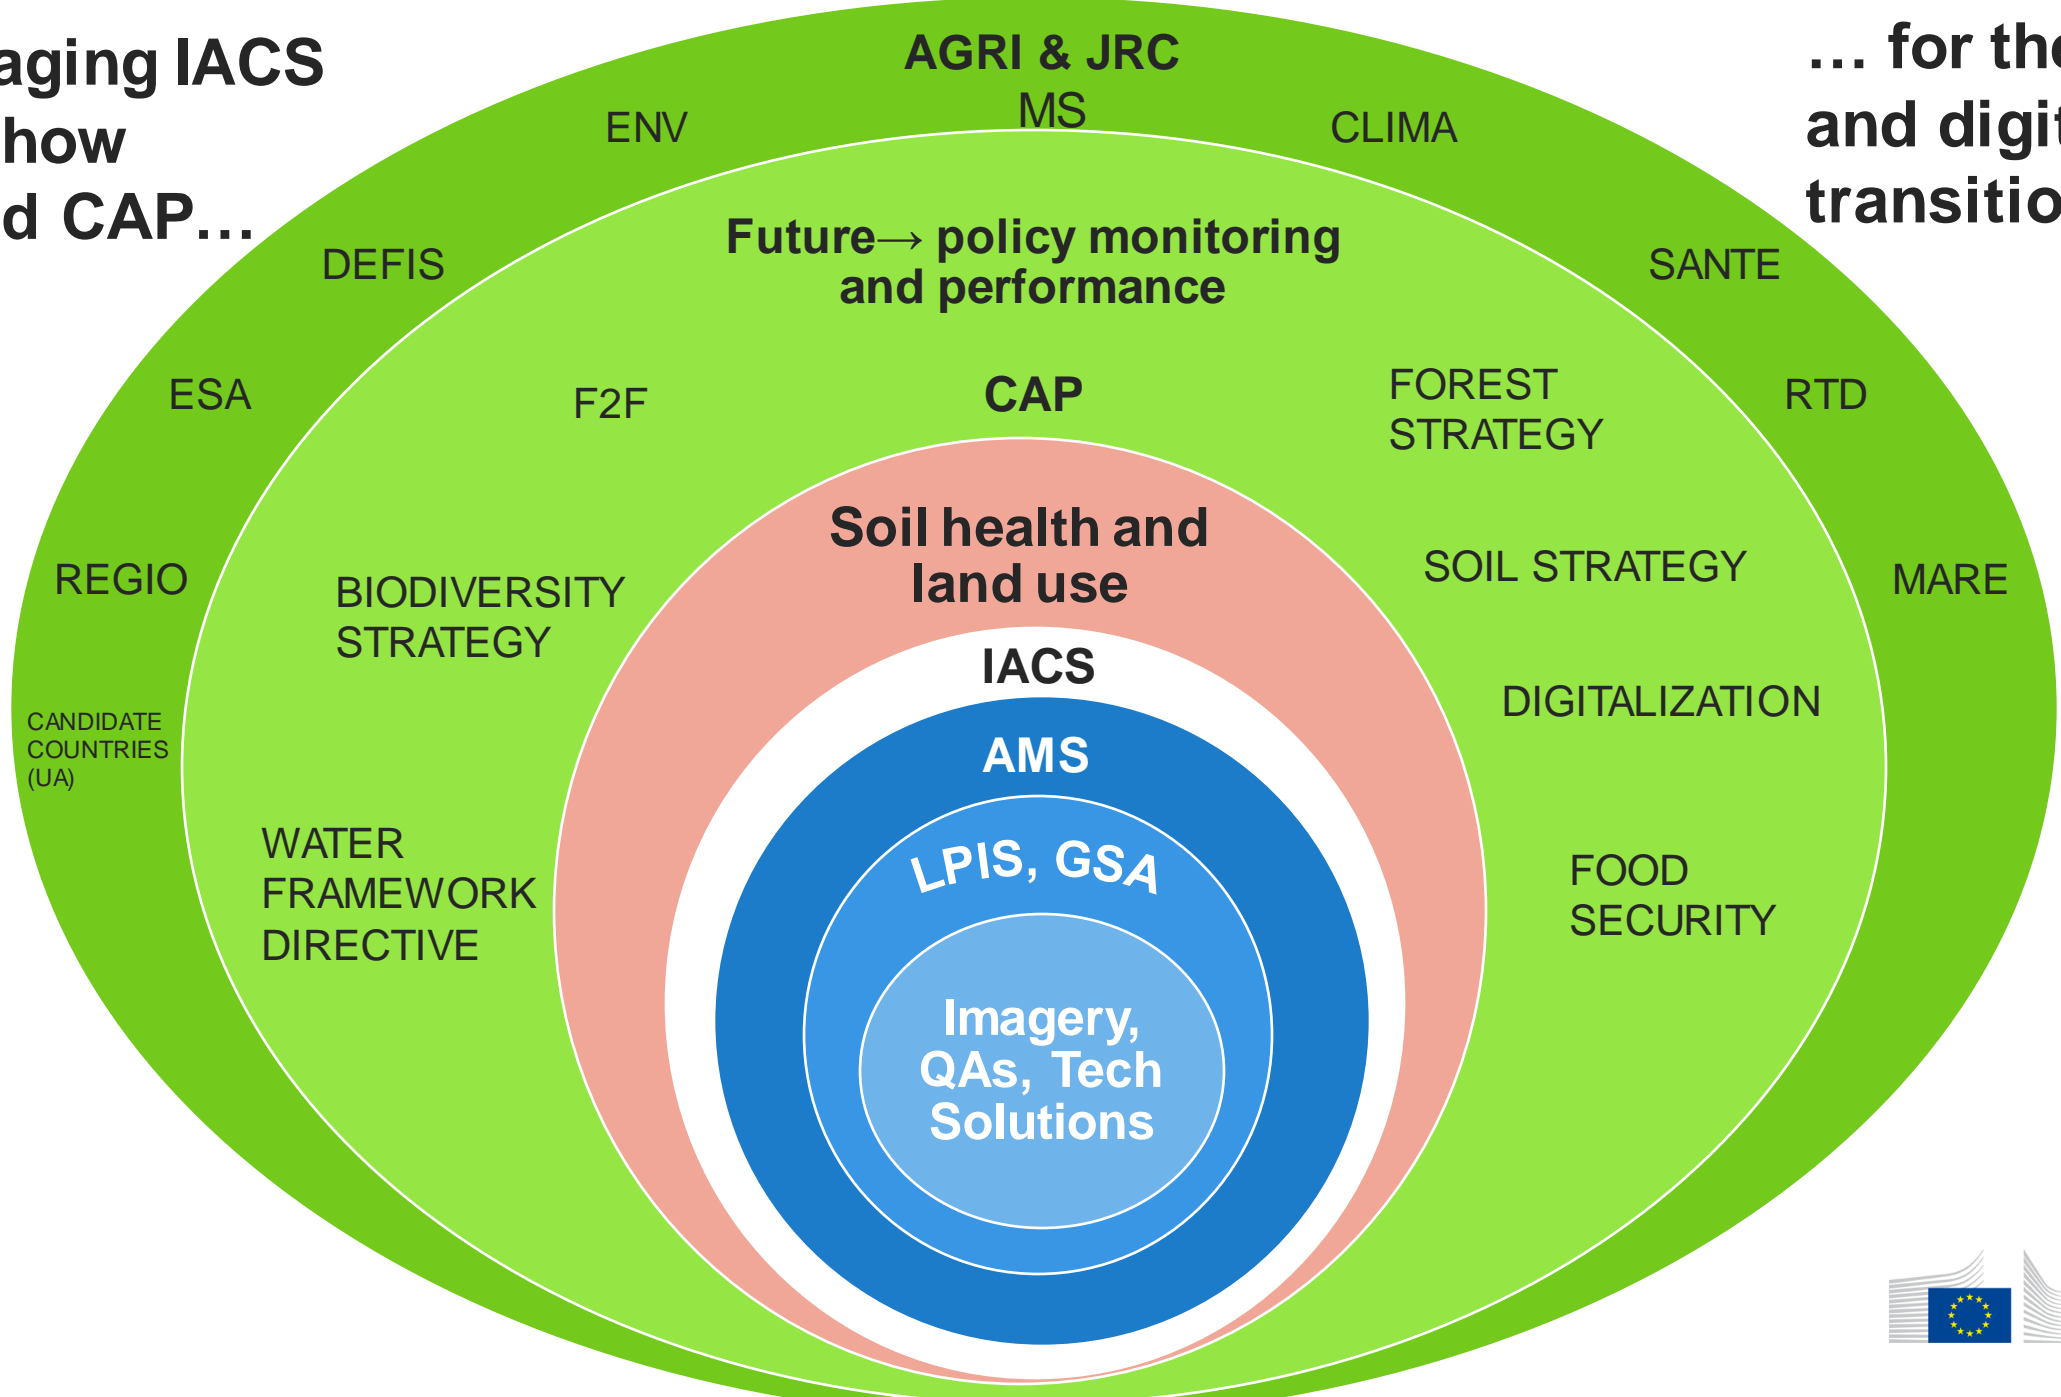 aging IACS
how
d CAP…
… for the
and digit
transitio
AGRI & JRC
MS
ENV
CLIMA
DEFIS
SANTE
ESA
RTD
REGIO
MARE
CANDIDATE
COUNTRIES
(UA)
Future→ policy monitoring
and performance
CAP
F2F
FOREST
STRATEGY
BIODIVERSITY
STRATEGY
SOIL STRATEGY
DIGITALIZATION
WATER
FRAMEWORK
DIRECTIVE
FOOD
SECURITY
Soil health and
land use
IACS
AMS
LPIS, GSA
Imagery,
QAs, Tech
Solutions